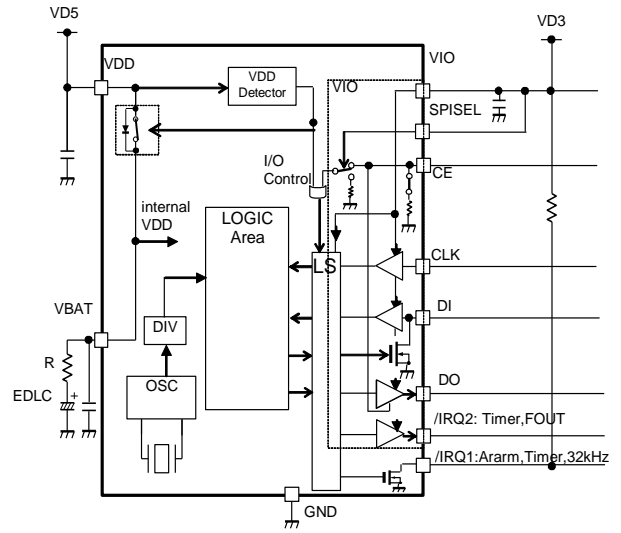 VD5
VD3
VDD
VIO
VDD
Detector
VIO
SPISEL
I/O
Control
CE
internal
VDD
LOGIC
Area
LS
CLK
VBAT
DIV
DI
R
EDLC
+
OSC
DO
/IRQ2: Timer,FOUT
/IRQ1:Ararm,Timer,32kHz
GND